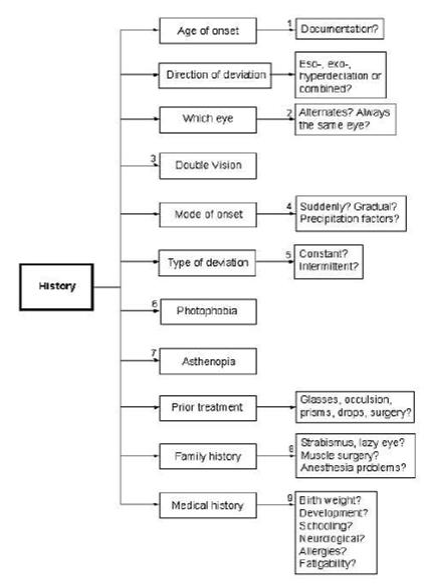 History
Age of onset
1
Documentation?
Direction of deviation
Eso-, exo-,
hyperdeciation or
combined?
Which eye
2
Alternates? Always
the same eye?
3
Double Vision
Mode of onset
4
Suddenly? Gradual?
Precipitation factors?
Type of deviation
5
Constant?
Intermittent?
6
Photophobia
7
Asthenopia
Prior treatment
Glasses, occulsion,
prisms, drops, surgery?
Family history
8
Strabismus, lazy eye?
Muscle surgery?
Anesthesia problems?
Medical history
9
Birth weight?
Development?
Schooling?
Neurological?
Allergies?
Fatigability?